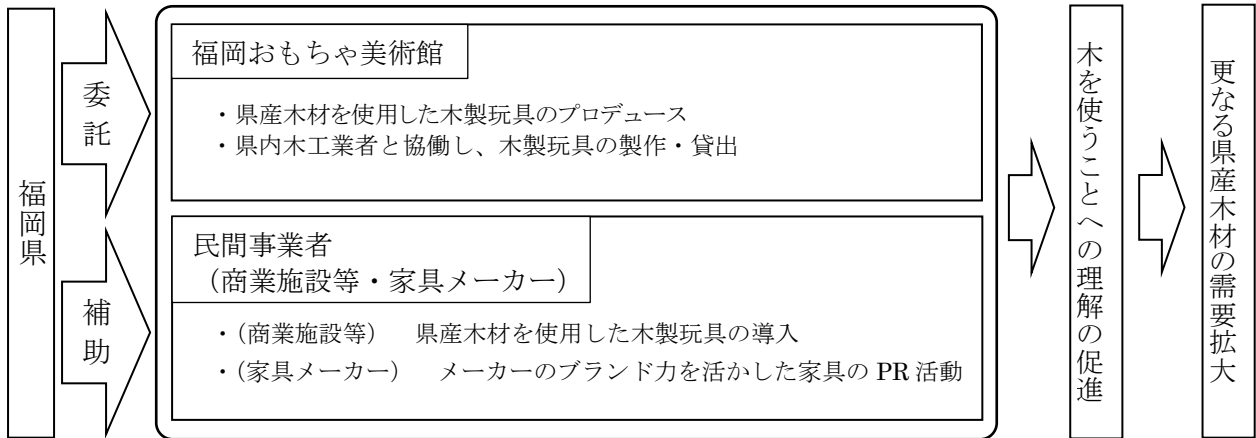 福岡県
委託
補助
福岡おもちゃ美術館
・県産木材を使用した木製玩具のプロデュース
・県内木工業者と協働し、木製玩具の製作・貸出
民間事業者
（商業施設等・家具メーカー）
・（商業施設等）　県産木材を使用した木製玩具の導入
・（家具メーカー）　メーカーのブランド力を活かした家具の PR 活動
木を使うことへの理解の促進
更なる県産木材の需要拡大